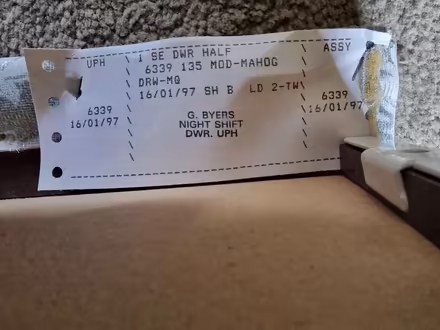 UPH
6339
16/01/97
1 SE DWR HALF
6339 135 MOD-MAHOG
DRW-MQ
16/01/97 SH B LD 2-TW
G. BYERS
NIGHT SHIFT
DWR. UPH
ASSY
6339
16/01/97